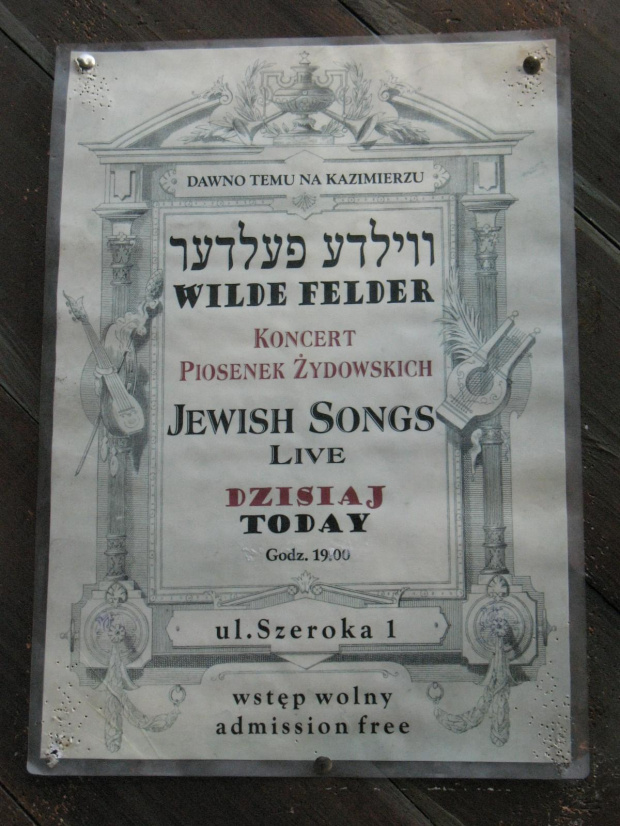 DAWNO TEMU NA KAZIMIERZU
ווילדע פעלדער
WILDE FELDER
KONCERT
PIOSENEK ŻYDOWSKICH
JEWISH SONGS
LIVE
DZISIAJ
TODAY
Godz. 19.00
ul.Szeroka 1
wstęp wolny
admission free